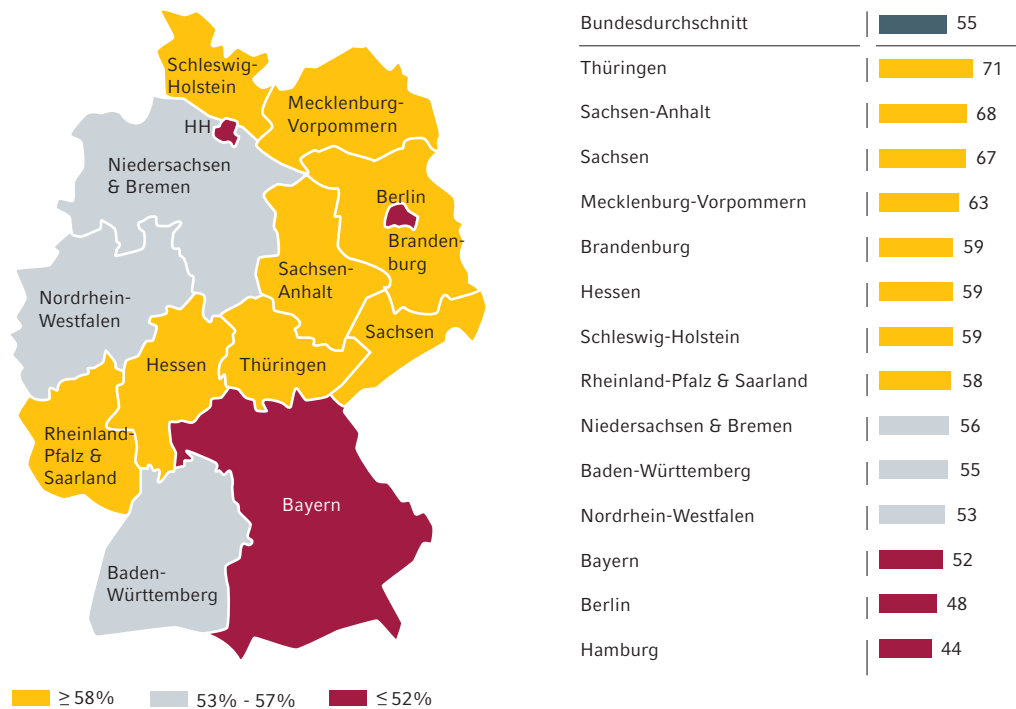 Schleswig-
Holstein
Mecklenburg-
Vorpommern
HH
Niedersachsen
& Bremen
Berlin
Branden-
burg
Sachsen-
Anhalt
Nordrhein-
Westfalen
Sachsen
Hessen
Thüringen
Rheinland-
Pfalz &
Saarland
Bayern
Baden-
Württemberg
≥ 58%
53% - 57%
≤ 52%
Bundesdurchschnitt 55
Thüringen 71
Sachsen-Anhalt 68
Sachsen 67
Mecklenburg-Vorpommern 63
Brandenburg 59
Hessen 59
Schleswig-Holstein 59
Rheinland-Pfalz & Saarland 58
Niedersachsen & Bremen 56
Baden-Württemberg 55
Nordrhein-Westfalen 53
Bayern 52
Berlin 48
Hamburg 44